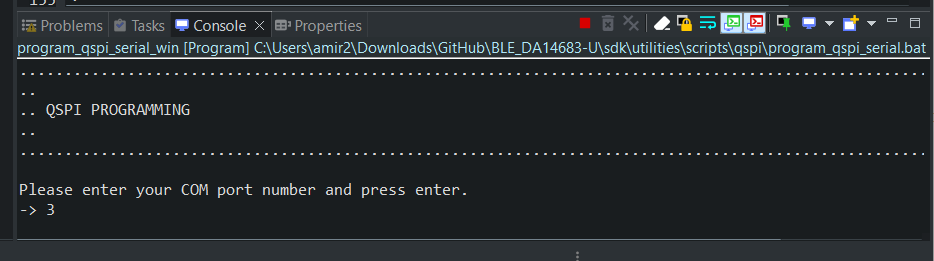 Problems Tasks Console Properties
program_qspi_serial_win [Program] C:\Users\amir2\Downloads\GitHub\BLE_DA14683-U\sdk\utilities\scripts\qspi\program_qspi_serial.bat
....................................................................................................
..
.. QSPI PROGRAMMING
..
....................................................................................................
Please enter your COM port number and press enter.
-> 3